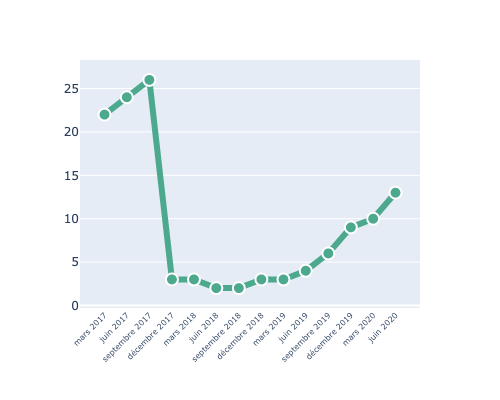 25
20
15
10
5
0
mars 2017
juin 2017
septembre 2017
décembre 2017
mars 2018
juin 2018
septembre 2018
décembre 2018
mars 2019
juin 2019
septembre 2019
décembre 2019
mars 2020
juin 2020